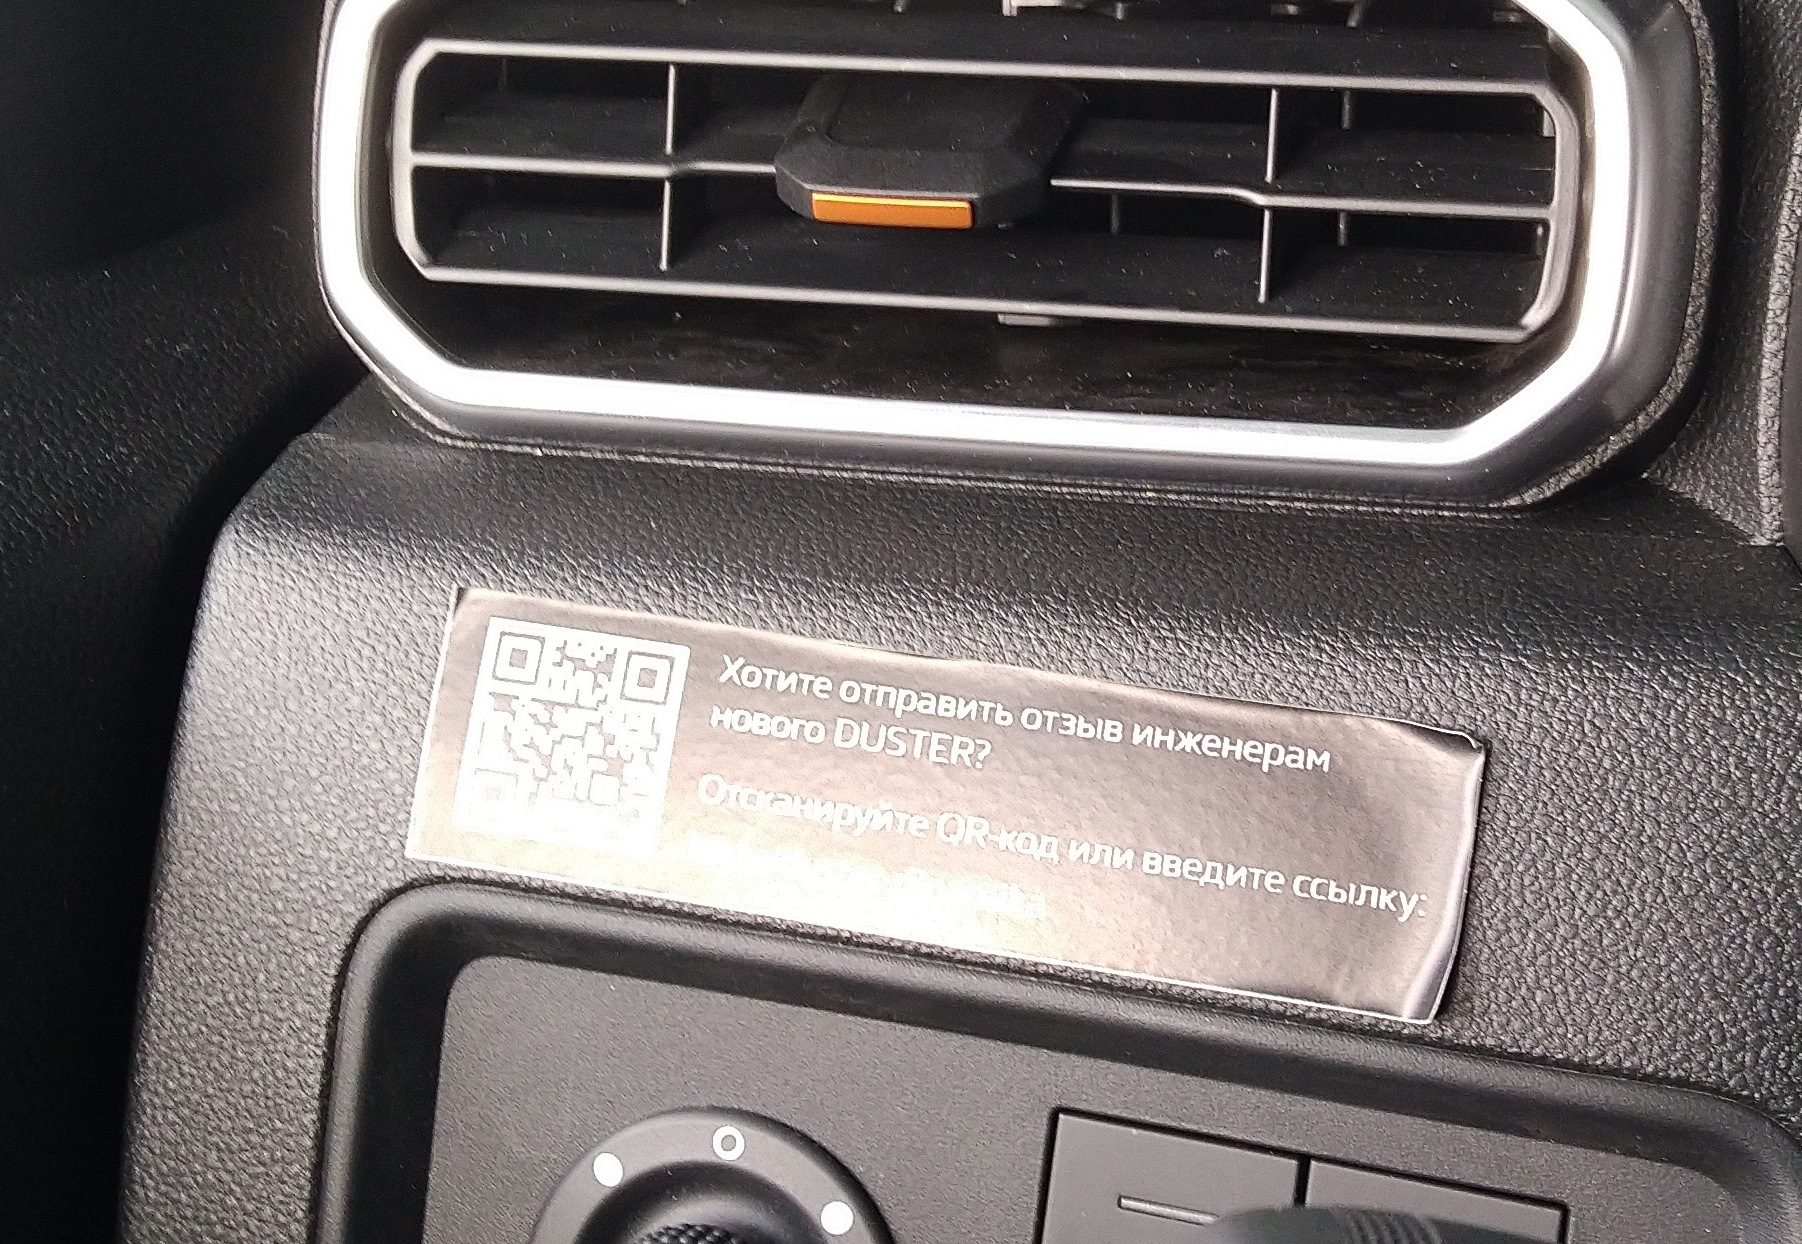 Хотите отправить отзыв инженерам
нового DUSTER?
Отсканируйте QR-код или введите ссылку: